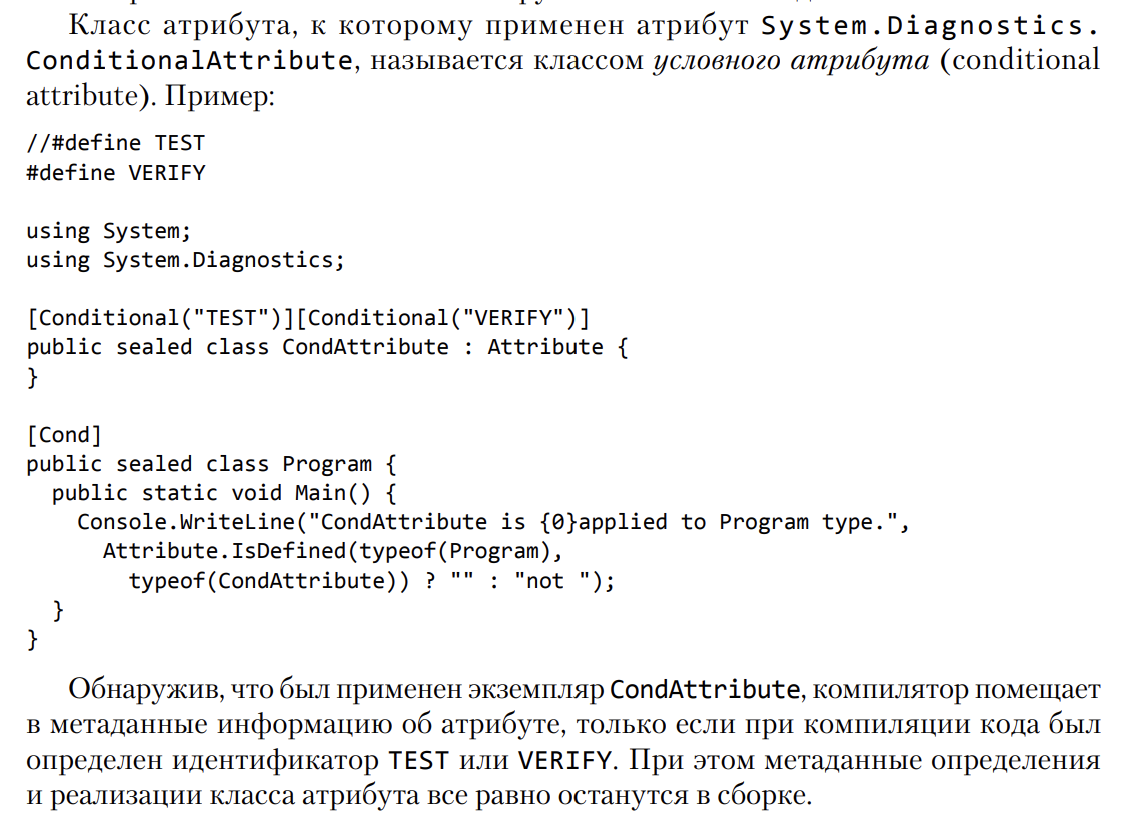 Класс атрибута, к которому применен атрибут System.Diagnostics.
ConditionalAttribute, называется классом условного атрибута (conditional
attribute). Пример:
//#define TEST
#define VERIFY
using System;
using System.Diagnostics;
[Conditional("TEST")][Conditional("VERIFY")]
public sealed class CondAttribute : Attribute {
}
[Cond]
public sealed class Program {
public static void Main() {
Console.WriteLine("CondAttribute is {0}applied to Program type.",
Attribute.IsDefined(typeof(Program),
typeof(CondAttribute)) ? "" : "not ");
}
}
Обнаружив, что был применен экземпляр CondAttribute, компилятор помещает
в метаданные информацию об атрибуте, только если при компиляции кода был
определен идентификатор TEST или VERIFY. При этом метаданные определения
и реализации класса атрибута все равно останутся в сборке.